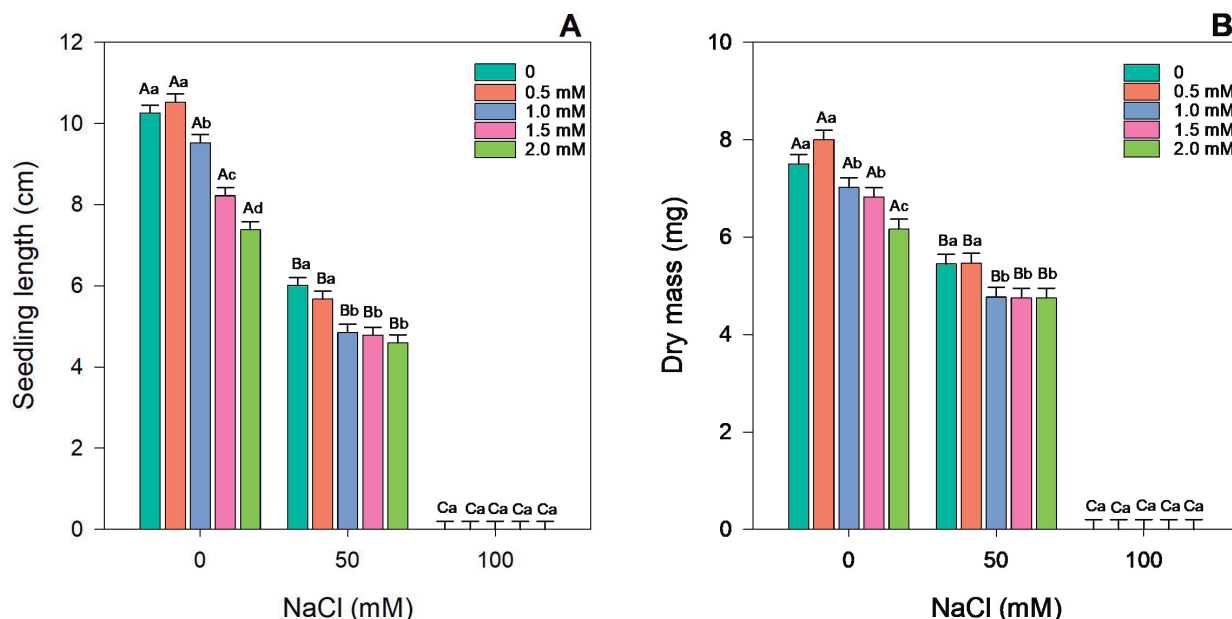 A
12
10
8
6
4
2
0
Seedling length (cm)
0
0.5 mM
1.0 mM
1.5 mM
2.0 mM
Aa Aa Ab Ac Ad
Ba Ba Bb Bb Bb
Ca Ca Ca Ca Ca
0 50 100
NaCl (mM)
B
10
8
6
4
2
0
Dry mass (mg)
0
0.5 mM
1.0 mM
1.5 mM
2.0 mM
Aa Aa Ab Ab Ac
Ba Ba Bb Bb Bb
Ca Ca Ca Ca Ca
0 50 100
NaCl (mM)